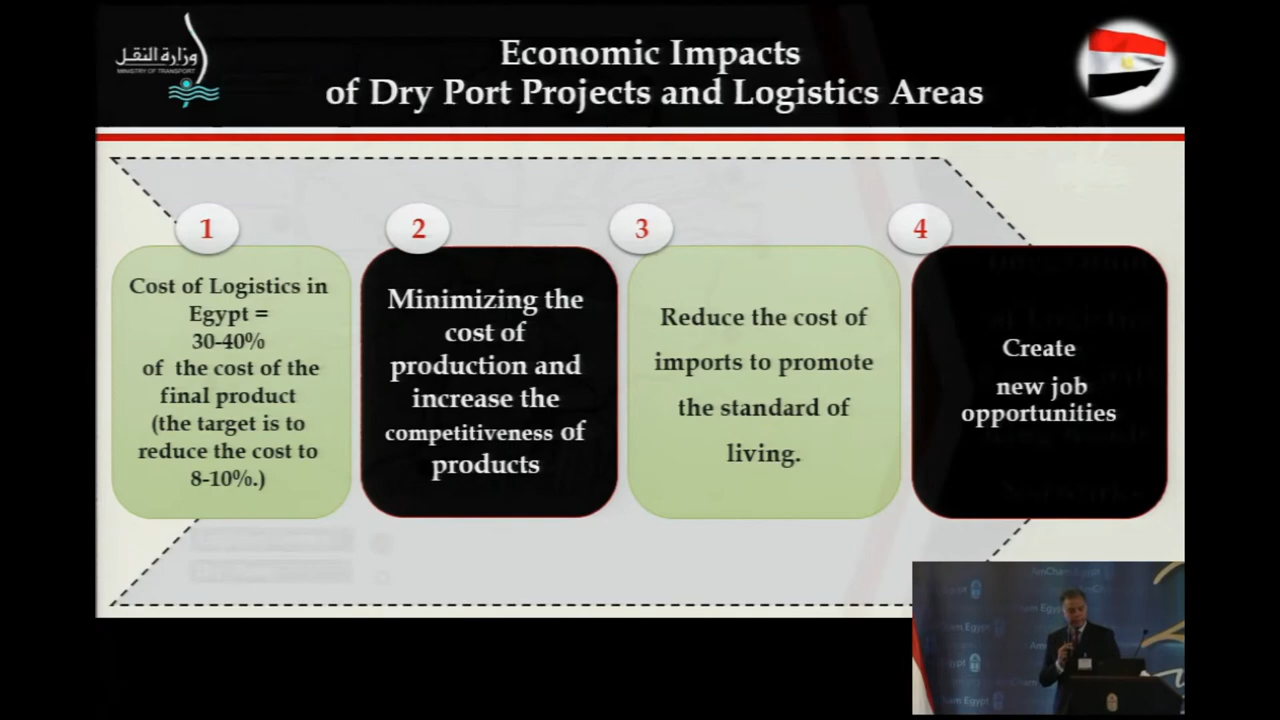 وزارة النقل
MINISTRY OF TRANSPORT
Economic Impacts
of Dry Port Projects and Logistics Areas
1
2
3
4
Cost of Logistics in
Egypt =
30-40%
of the cost of the
final product
(the target is to
reduce the cost to
8-10%.)
Minimizing the
cost of
production and
increase the
competitiveness of
products
Reduce the cost of
imports to promote
the standard of
living.
Create
new job
opportunities
AmCham Egypt